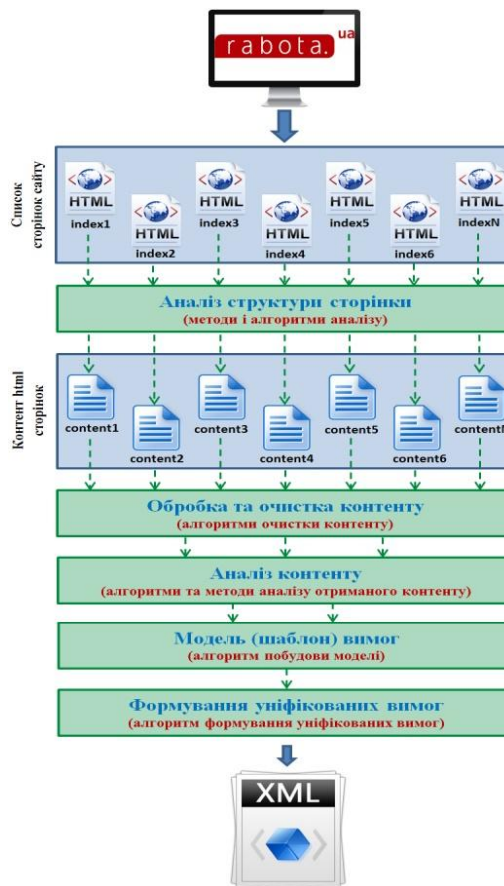 rabota.ua
Список
сторінок сайту
HTML HTML HTML HTML HTML HTML HTML
index1 index2 index3 index4 index5 index6 indexN
Аналіз структури сторінки
(методи і алгоритми аналізу)
Контент html
сторінок
content1 content2 content3 content4 content5 content6 contentN
Обробка та очистка контенту
(алгоритми очистки контенту)
Аналіз контенту
(алгоритми та методи аналізу отриманого контенту)
Модель (шаблон) вимог
(алгоритм побудови моделі)
Формування уніфікованих вимог
(алгоритм формування уніфікованих вимог)
XML